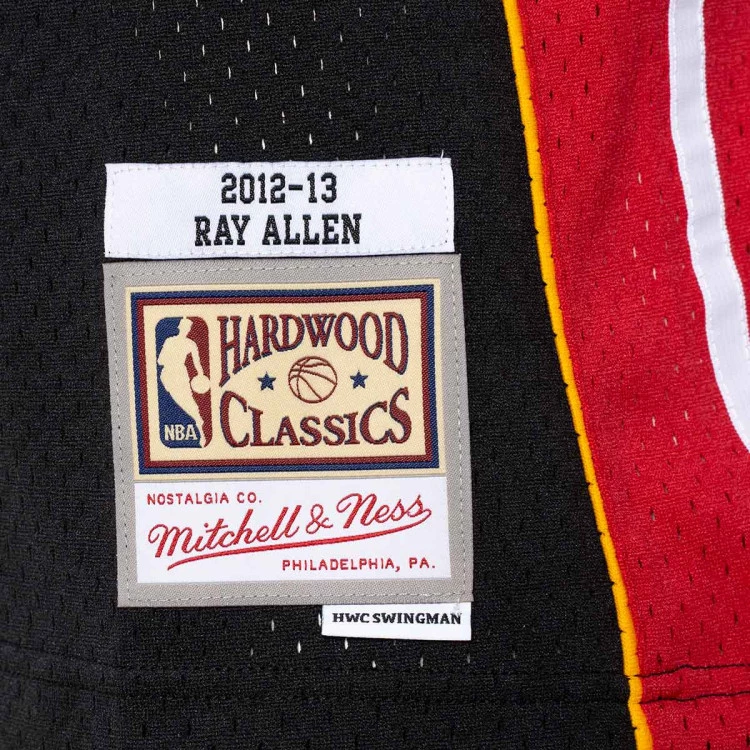 2012-13
RAY ALLEN
HARDWOOD
CLASSICS
NBA
NOSTALGIA CO.
Mitchell & Ness
PHILADELPHIA, PA.
HWC SWINGMAN